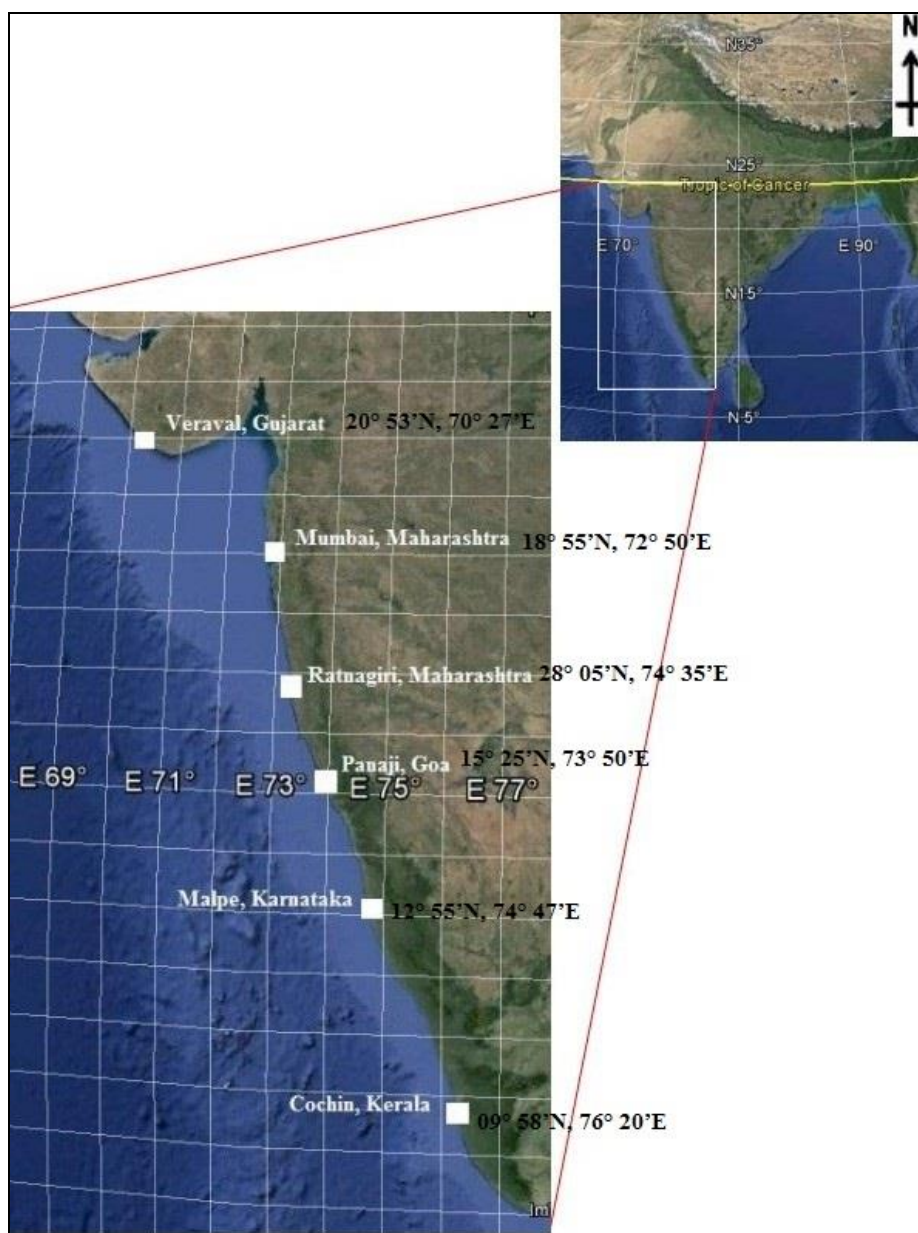 N
N35°
N25°
Tropic of Cancer
E 70°
E 90°
N15°
N 5°
Veraval, Gujarat 20° 53’N, 70° 27’E
Mumbai, Maharashtra 18° 55’N, 72° 50’E
Ratnagiri, Maharashtra 28° 05’N, 74° 35’E
Panaji, Goa 15° 25’N, 73° 50’E
E 69° E 71° E 73° E 75° E 77°
Malpe, Karnataka 12° 55’N, 74° 47’E
Cochin, Kerala 09° 58’N, 76° 20’E
Im